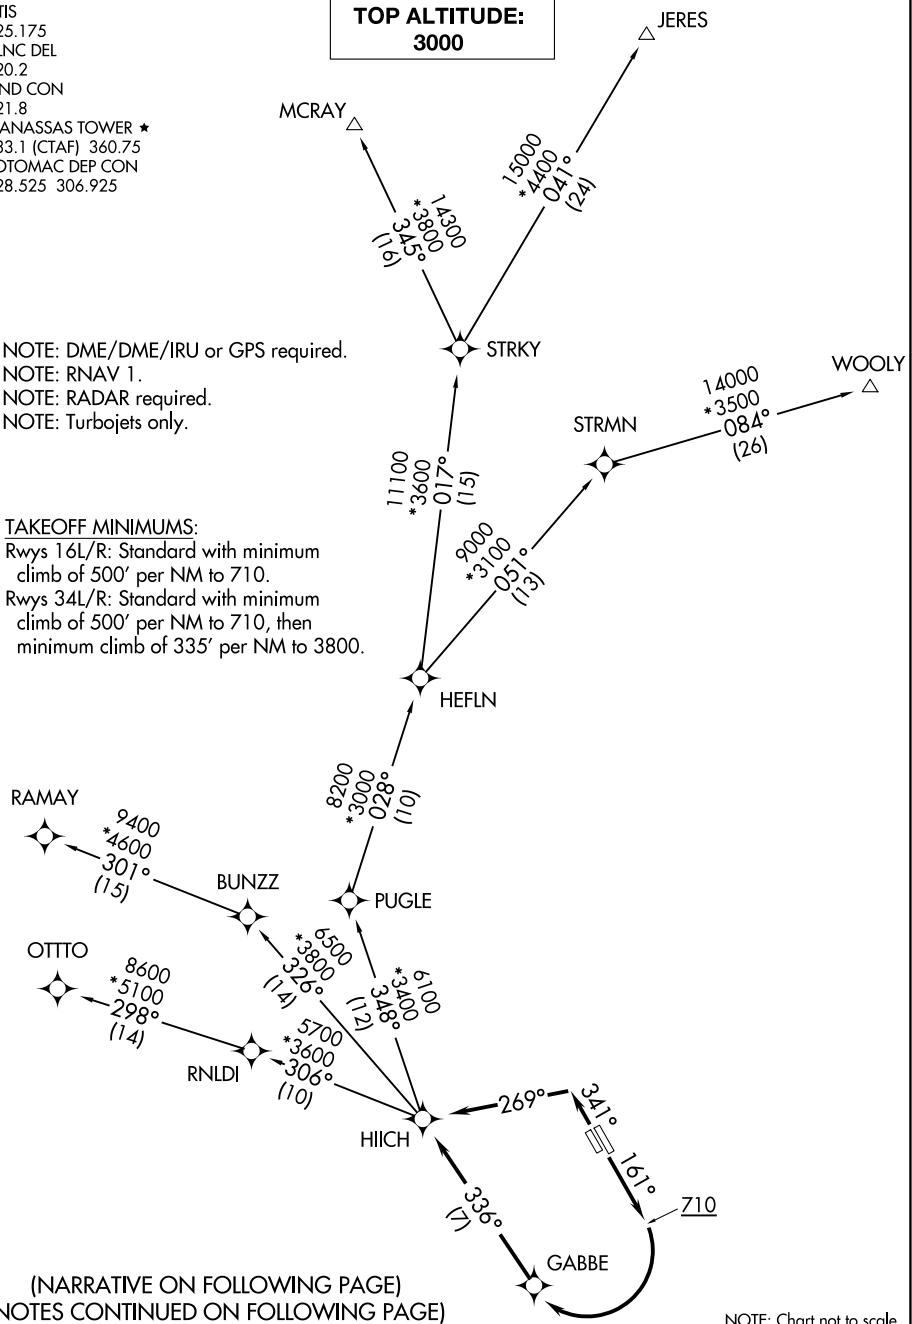 TIS
25.175
LNC DEL
20.2
ND CON
21.8
ANASSAS TOWER ★
33.1 (CTAF) 360.75
OTOMAC DEP CON
28.525 306.925
TOP ALTITUDE:
3000
JERES
MCRAY
15000
*4400
041°
(24)
14300
*3800
345°
(16)
NOTE: DME/DME/IRU or GPS required.
NOTE: RNAV 1.
NOTE: RADAR required.
NOTE: Turbojets only.
STRKY
WOOLY
14000
*3500
084°
(26)
STRMN
11100
*3600
017°
(15)
9000
*3100
051°
(13)
TAKEOFF MINIMUMS:
Rwys 16L/R: Standard with minimum
climb of 500' per NM to 710.
Rwys 34L/R: Standard with minimum
climb of 500' per NM to 710, then
minimum climb of 335' per NM to 3800.
HEFLN
8200
*3000
028°
(10)
RAMAY
9400
*4600
301°
(15)
BUNZZ
PUGLE
OTTTO
8600
*5100
298°
(14)
6500
*3800
326°
(14)
6100
*3400
348°
(12)
RNLDI
5700
*3600
306°
(10)
HIICH
269°
341°
161°
710
336°
(7)
GABBE
(NARRATIVE ON FOLLOWING PAGE)
NOTES CONTINUED ON FOLLOWING PAGE)
NOTE: Chart not to scale